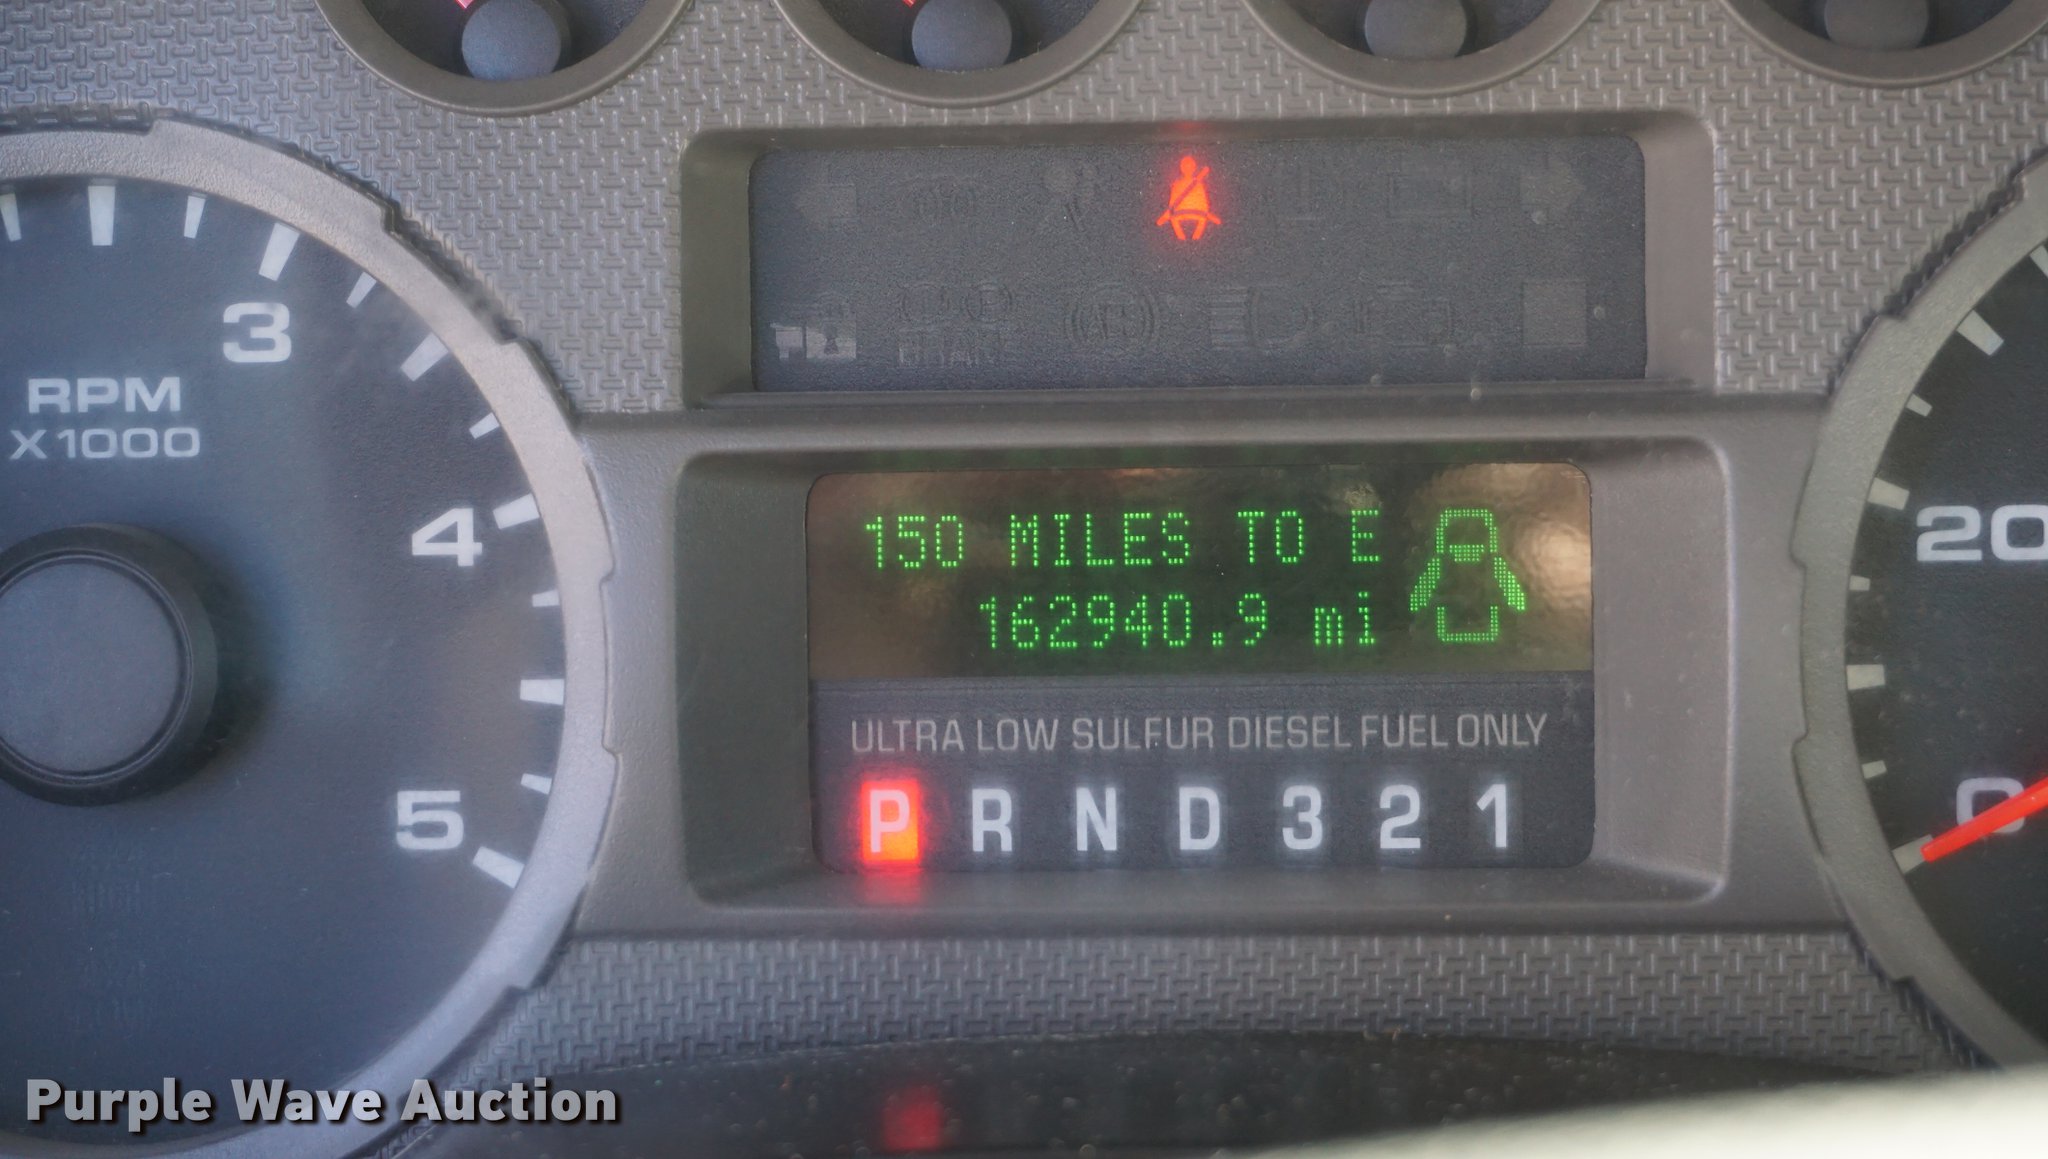 3
RPM
X1000
4
5
150 MILES TO E
162940.9 mi
ULTRA LOW SULFUR DIESEL FUEL ONLY
P R N D 3 2 1
20
0
Purple Wave Auction